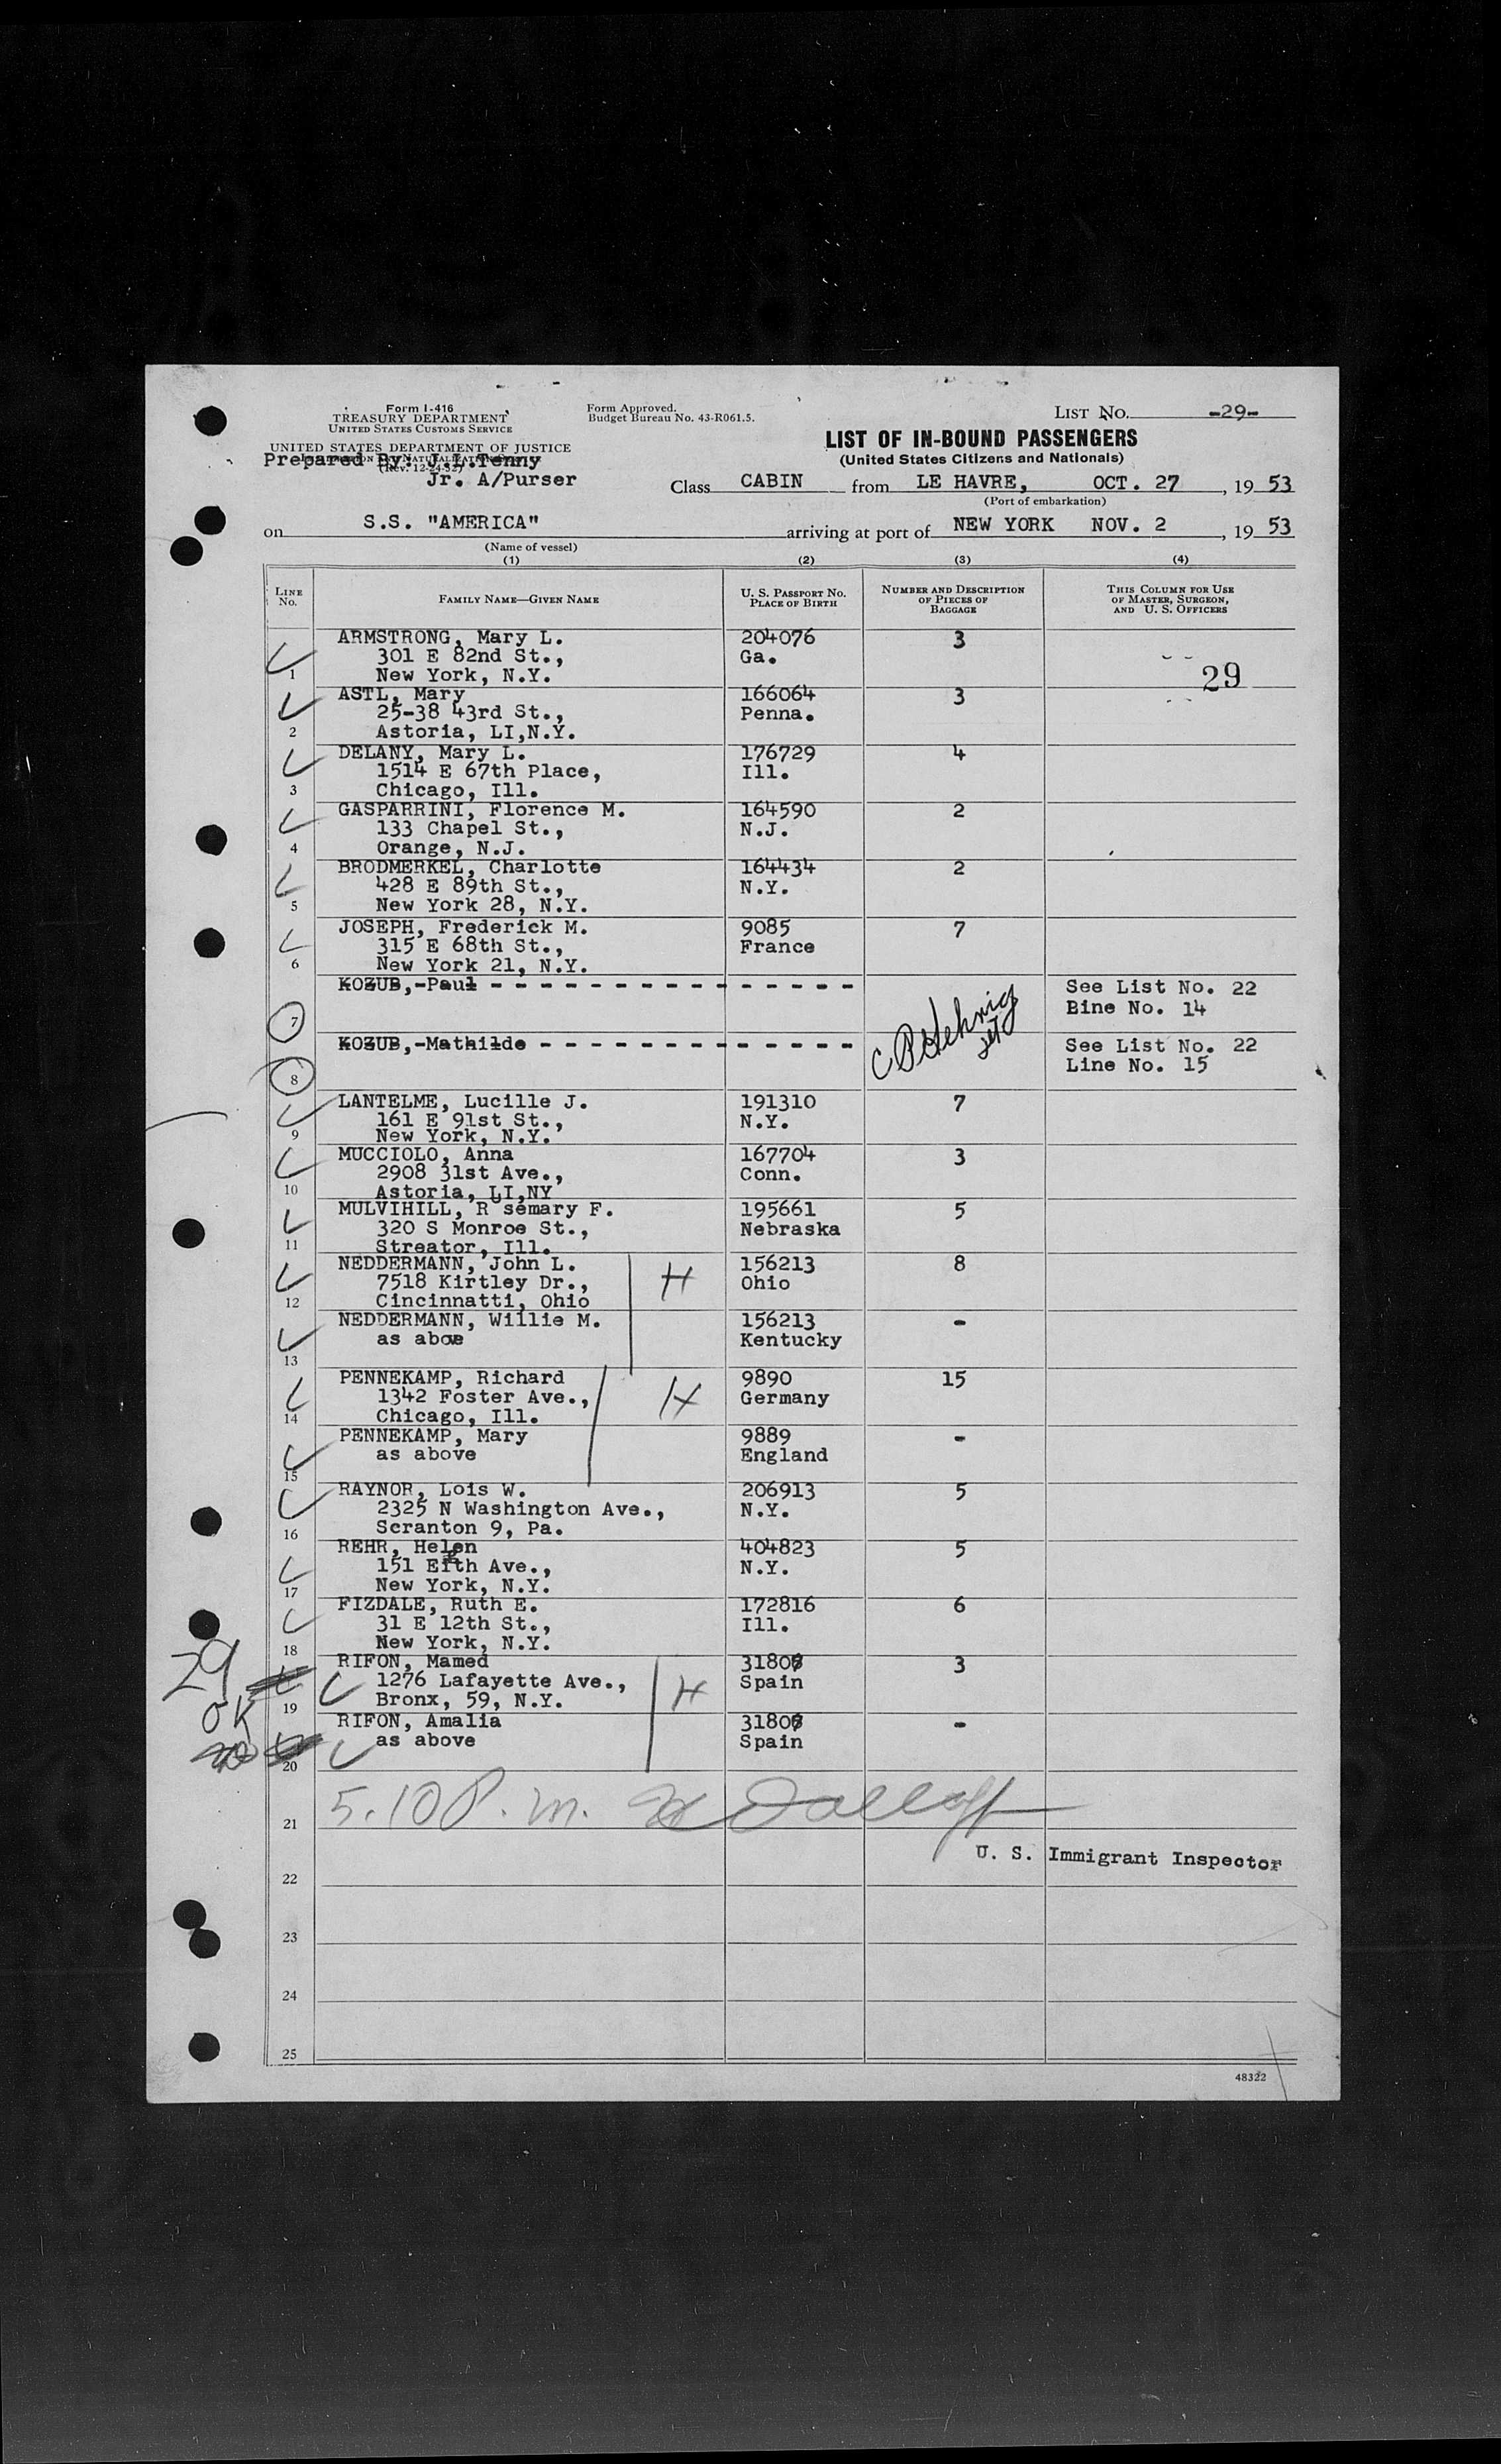 Form I-416
TREASURY DEPARTMENT
UNITED STATES CUSTOMS SERVICE
UNITED STATES DEPARTMENT OF JUSTICE
(Rev. 12-24-52)
Prepared By: J.L.Tenny
Jr. A/Purser
Form Approved.
Budget Bureau No. 43-R061.5.
LIST NO. -29-
LIST OF IN-BOUND PASSENGERS
(United States Citizens and Nationals)
Class CABIN from LE HAVRE, OCT. 27, 19 53
(Port of embarkation)
on S.S. "AMERICA" arriving at port of NEW YORK NOV. 2, 19 53
(Name of vessel)
(1) (2) (3) (4)
LINE NO. FAMILY NAME—GIVEN NAME U. S. PASSPORT NO. PLACE OF BIRTH NUMBER AND DESCRIPTION OF PIECES OF BAGGAGE THIS COLUMN FOR USE OF MASTER, SURGEON, AND U. S. OFFICERS
ARMSTRONG, Mary L. 204076 3
301 E 82nd St., Ga.
1 New York, N.Y. 29
ASTL, Mary 166064 3
25-38 43rd St., Penna.
2 Astoria, LI,N.Y.
DELANY, Mary L. 176729 4
1514 E 67th Place, Ill.
3 Chicago, Ill.
GASPARRINI, Florence M. 164590 2
133 Chapel St., N.J.
4 Orange, N.J.
BRODMERKEL, Charlotte 164434 2
428 E 89th St., N.Y.
5 New York 28, N.Y.
JOSEPH, Frederick M. 9085 7
315 E 68th St., France
6 New York 21, N.Y.
KOZUB,-Paul - - - - - - - - - - - - - - - See List No. 22
7 Bine No. 14
KOZUB,-Mathilde - - - - - - - - - - - - - See List No. 22
8 Line No. 15
LANTELME, Lucille J. 191310 7
161 E 91st St., N.Y.
9 New York, N.Y.
MUCCIOLO, Anna 167704 3
2908 31st Ave., Conn.
10 Astoria, LI,NY
MULVIHILL, R semary F. 195661 5
320 S Monroe St., Nebraska
11 Streator, Ill.
NEDDERMANN, John L. 156213 8
7518 Kirtley Dr., H Ohio
12 Cincinnatti, Ohio
NEDDERMANN, Willie M. 156213 -
as above Kentucky
13
PENNEKAMP, Richard 9890 15
1342 Foster Ave., H Germany
14 Chicago, Ill.
PENNEKAMP, Mary 9889 -
as above England
15
RAYNOR, Lois W. 206913 5
2325 N Washington Ave., N.Y.
16 Scranton 9, Pa.
REHR, Helen 404823 5
151 Eith Ave., N.Y.
17 New York, N.Y.
FIZDALE, Ruth E. 172816 6
31 E 12th St., Ill.
18 New York, N.Y.
RIFON, Mamed 31808 3
29 1276 Lafayette Ave., H Spain
19 Bronx, 59, N.Y.
OK RIFON, Amalia 31808 -
as above Spain
20
21 5.10 P.m.
U. S. Immigrant Inspector
22
23
24
25
48322